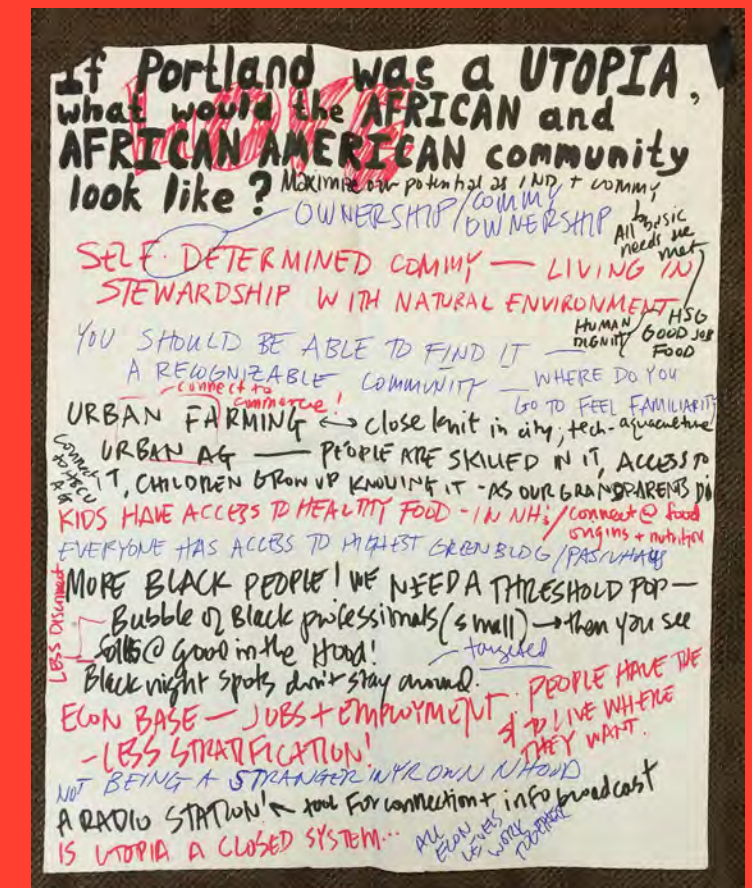 LOVE
If Portland was a UTOPIA,
what would the AFRICAN and
AFRICAN AMERICAN community
look like?
Maximize our potential as IND. + commy
OWNERSHIP/COMMY
OWNERSHIP
All basic
needs are
met
SELF-DETERMINED COMMY — LIVING IN
STEWARDSHIP WITH NATURAL ENVIRONMENT
HUMAN
DIGNITY
HSG
GOOD JOB
FOOD
YOU SHOULD BE ABLE TO FIND IT —
A RECOGNIZABLE COMMUNITY — WHERE DO YOU
GO TO FEEL FAMILIARITY
connect to
commerce!
URBAN FARMING ↔ close knit in city, tech-aquaculture
CONNECT
TO HBCU
AG
URBAN AG — PEOPLE ARE SKILLED IN IT, ACCESS TO
IT, CHILDREN GROW UP KNOWING IT - AS OUR GRANDPARENTS DI
KIDS HAVE ACCESS TO HEALTHY FOOD - IN NH;/connect @ food
origins + nutrition
EVERYONE HAS ACCESS TO HIGHEST GREEN BLDG/PASIVHAUS
MORE BLACK PEOPLE! WE NEED A THRESHOLD POP —
LESS Disconnect
Bubble of Black professionals (small) → then you see
folks @ Good in the Hood!
targeted
Black night spots don't stay around.
ECON BASE — JOBS + EMPLOYMENT.
- LESS STRATIFICATION!
PEOPLE HAVE THE
$ TO LIVE WHERE
THEY WANT.
NOT BEING A STRANGER IN YR OWN NHOOD
A RADIO STATION! ← tool for connection + info broadcast
IS UTOPIA A CLOSED SYSTEM...
ALL
ECON
LEVELS
WORK
TOGETHER